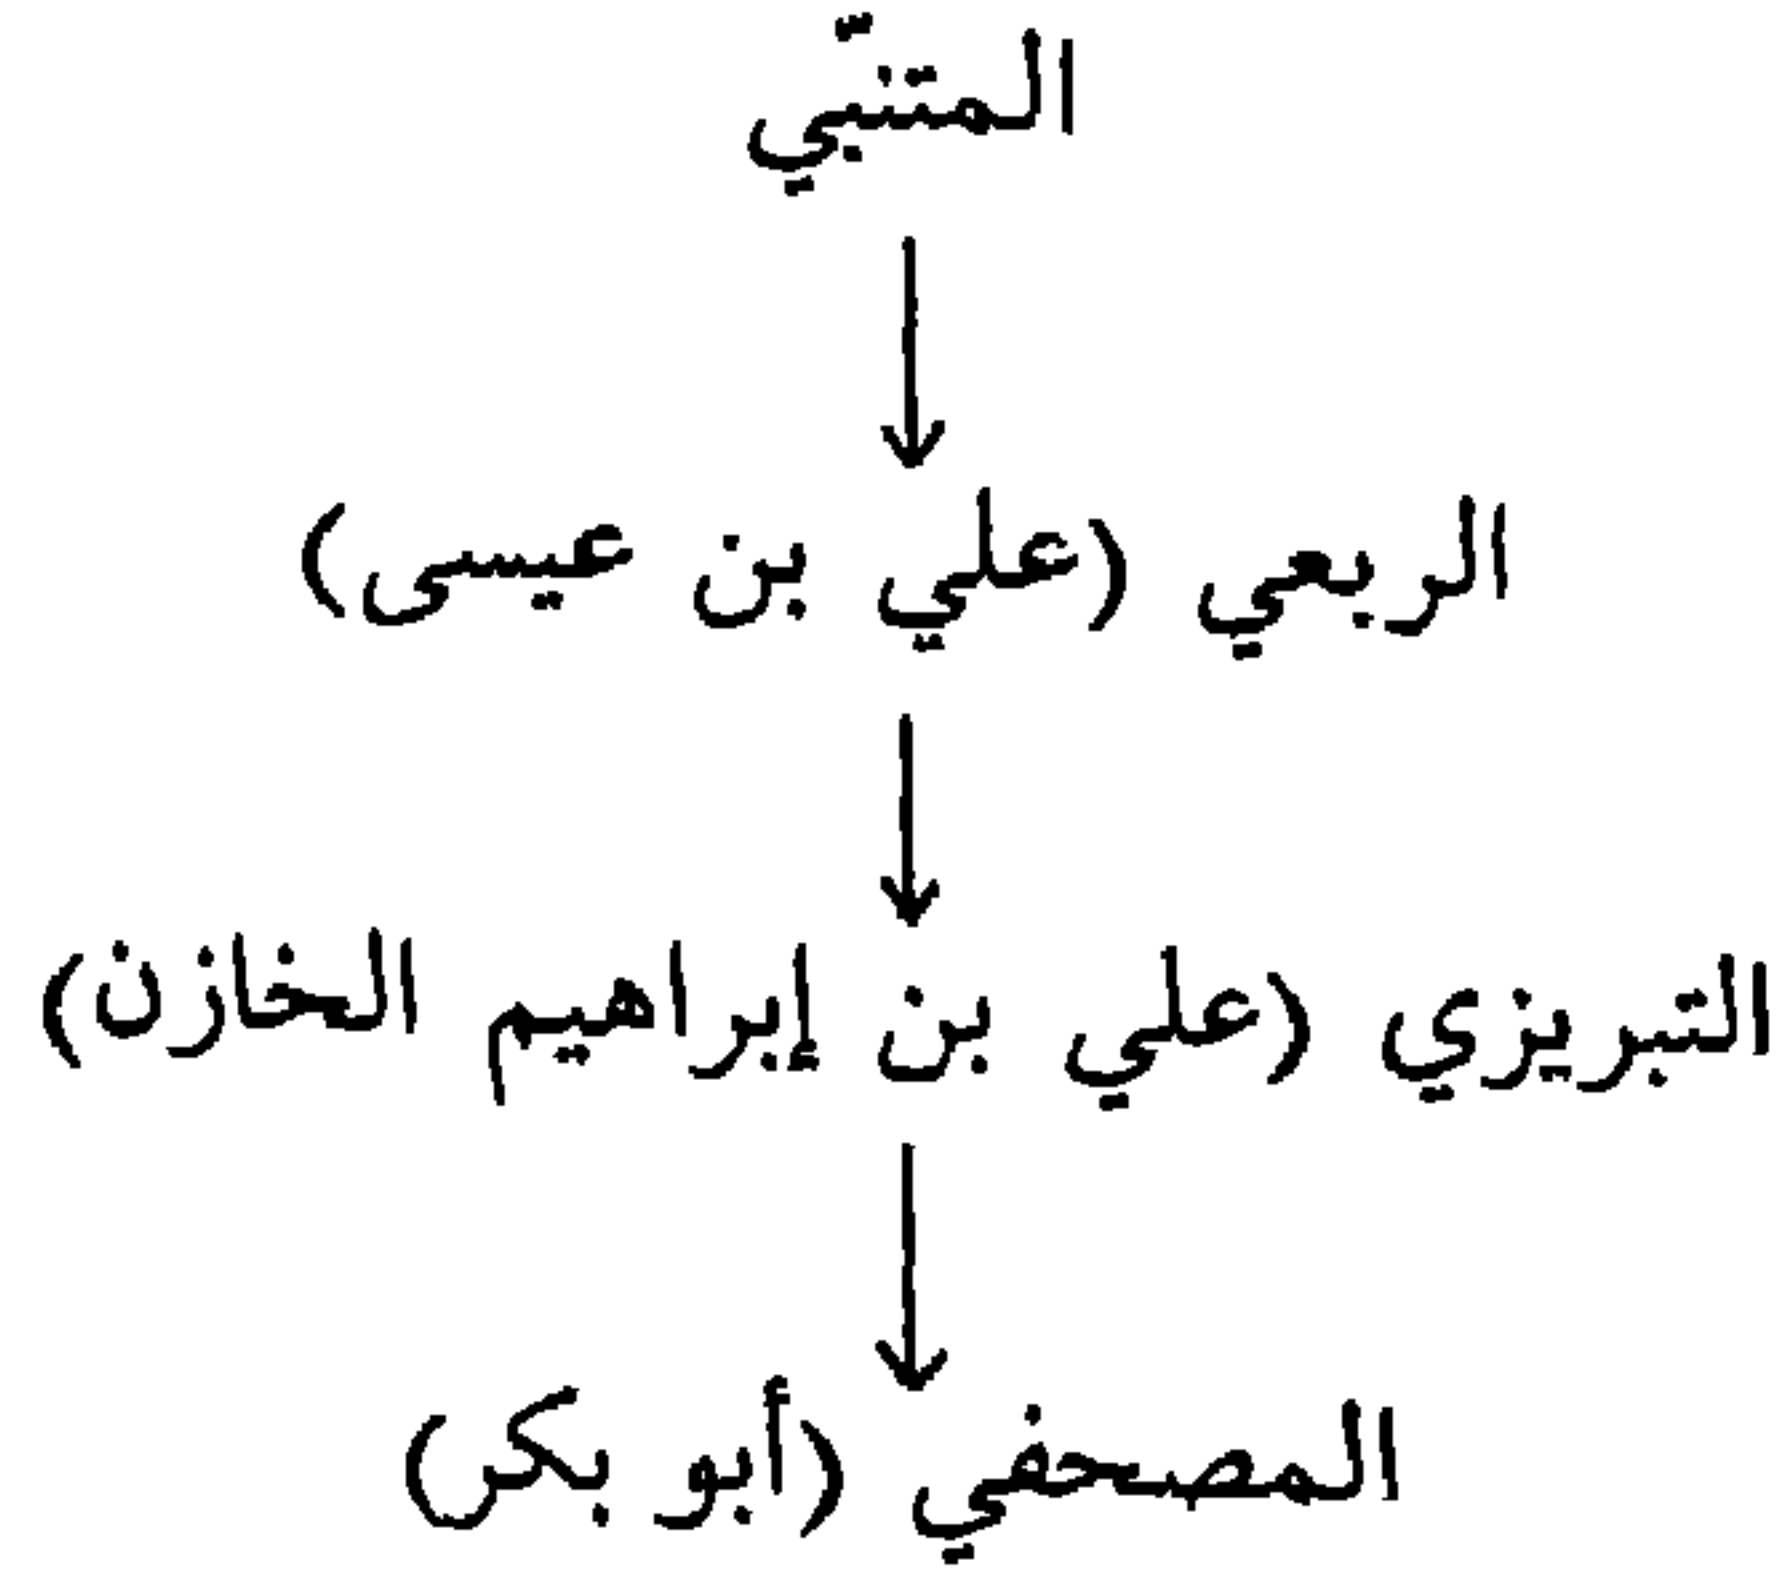 المتنبّي
الربعي (علي بن عيسى)
التبريزي (علي بن إبراهيم الخازن)
المصحفي (أبو بكر)